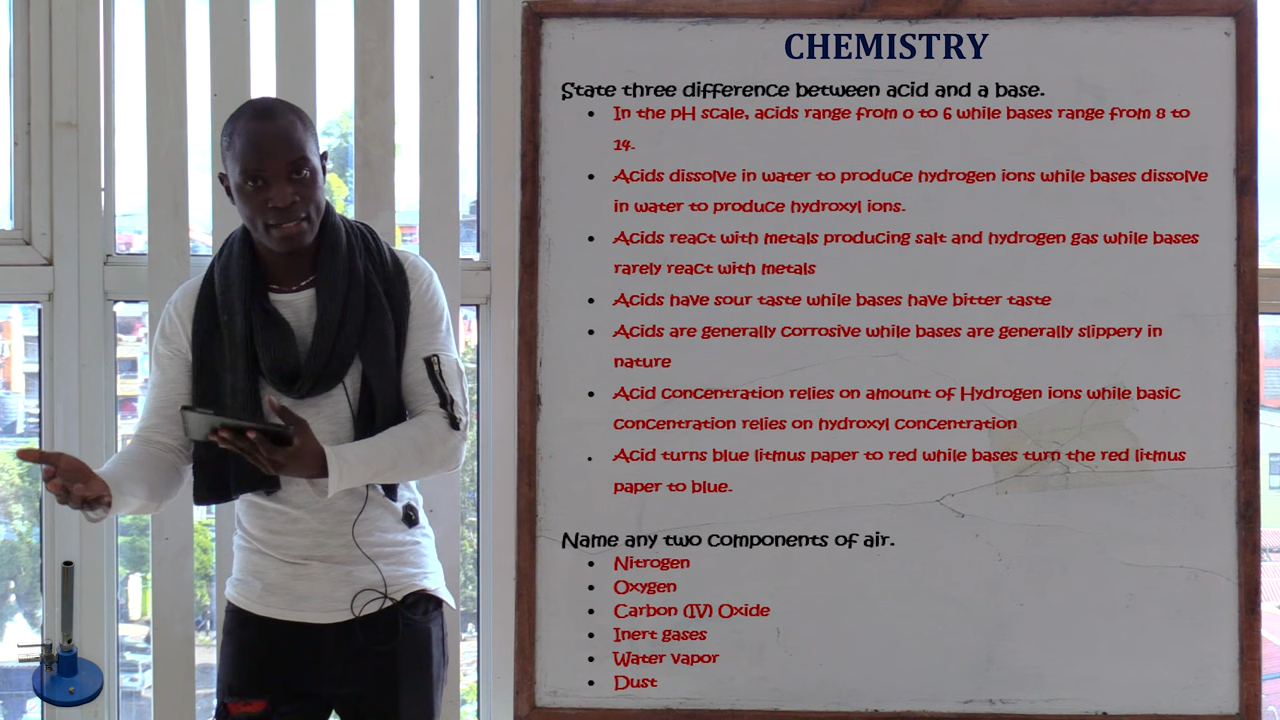 CHEMISTRY
State three difference between acid and a base.
• In the pH scale, acids range from 0 to 6 while bases range from 8 to
14.
• Acids dissolve in water to produce hydrogen ions while bases dissolve
in water to produce hydroxyl ions.
• Acids react with metals producing salt and hydrogen gas while bases
rarely react with metals
• Acids have sour taste while bases have bitter taste
• Acids are generally corrosive while bases are generally slippery in
nature
• Acid concentration relies on amount of Hydrogen ions while basic
concentration relies on hydroxyl concentration
• Acid turns blue litmus paper to red while bases turn the red litmus
paper to blue.
Name any two components of air.
• Nitrogen
• Oxygen
• Carbon (IV) Oxide
• Inert gases
• Water vapor
• Dust